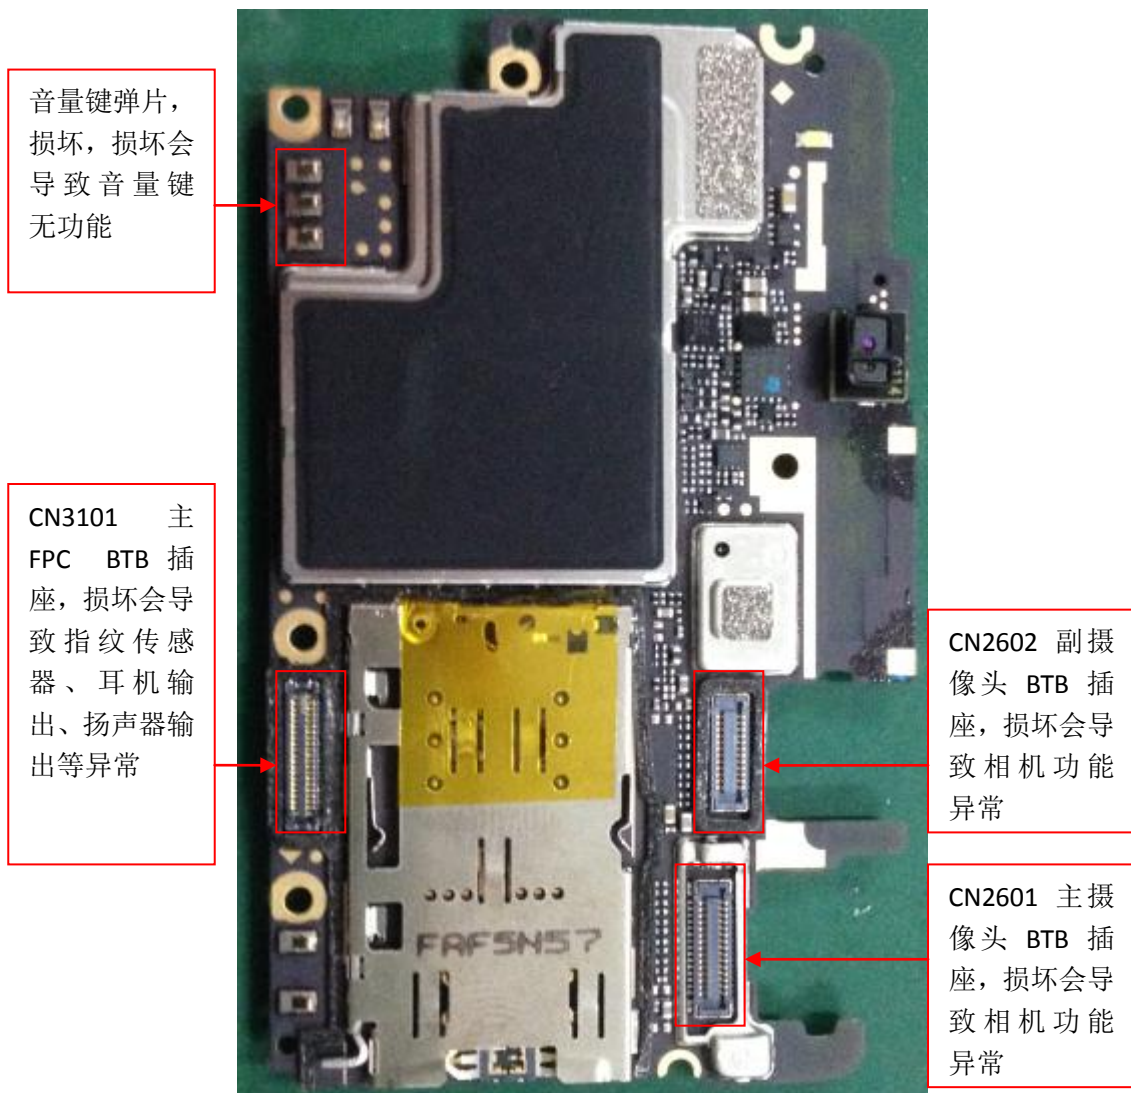 音量键弹片，
损坏，损坏会
导致音量键
无功能
CN3101 主
FPC BTB 插
座，损坏会导
致指纹传感
器、耳机输
出、扬声器输
出等异常
FAF5N57
CN2602 副摄
像头 BTB 插
座，损坏会导
致相机功能
异常
CN2601 主摄
像头 BTB 插
座，损坏会导
致相机功能
异常